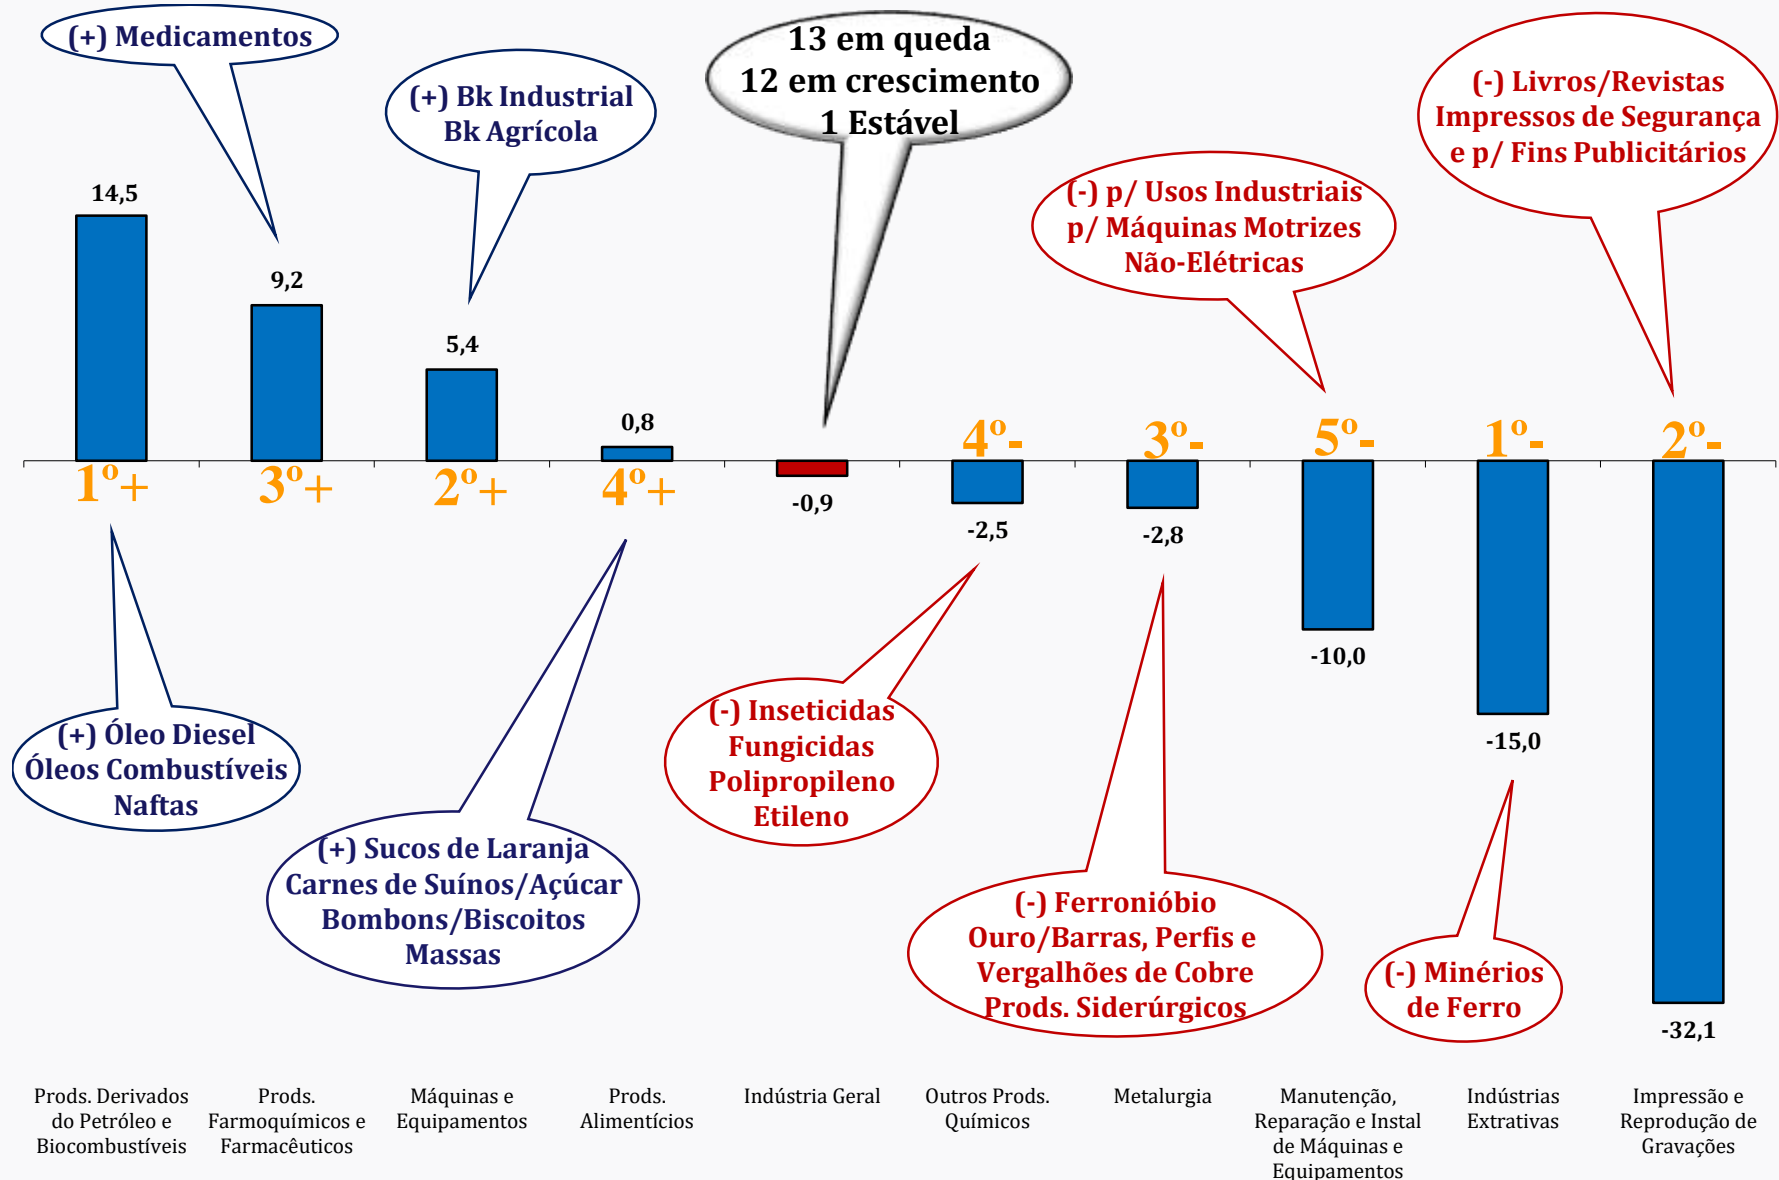 (+) Medicamentos
(+) Bk Industrial
Bk Agrícola
13 em queda
12 em crescimento
1 Estável
(-) Livros/Revistas
Impressos de Segurança
e p/ Fins Publicitários
(-) p/ Usos Industriais
p/ Máquinas Motrizes
Não-Elétricas
14,5
9,2
5,4
0,8
-0,9
-2,5
-2,8
-10,0
-15,0
-32,1
1º+
3º+
2º+
4º+
4º-
3º-
5º-
1º-
2º-
(+) Óleo Diesel
Óleos Combustíveis
Naftas
(+) Sucos de Laranja
Carnes de Suínos/Açúcar
Bombons/Biscoitos
Massas
(-) Inseticidas
Fungicidas
Polipropileno
Etileno
(-) Ferronióbio
Ouro/Barras, Perfis e
Vergalhões de Cobre
Prods. Siderúrgicos
(-) Minérios
de Ferro
Prods. Derivados
do Petróleo e
Biocombustíveis
Prods.
Farmoquímicos e
Farmacêuticos
Máquinas e
Equipamentos
Prods.
Alimentícios
Indústria Geral
Outros Prods.
Químicos
Metalurgia
Manutenção,
Reparação e Instal
de Máquinas e
Equipamentos
Indústrias
Extrativas
Impressão e
Reprodução de
Gravações